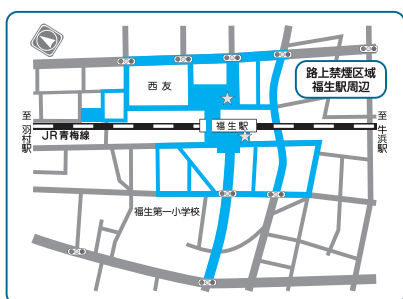 西友
路上禁煙区域
福生駅周辺
至 羽村駅
福生駅
至 牛浜駅
JR青梅線
福生第一小学校